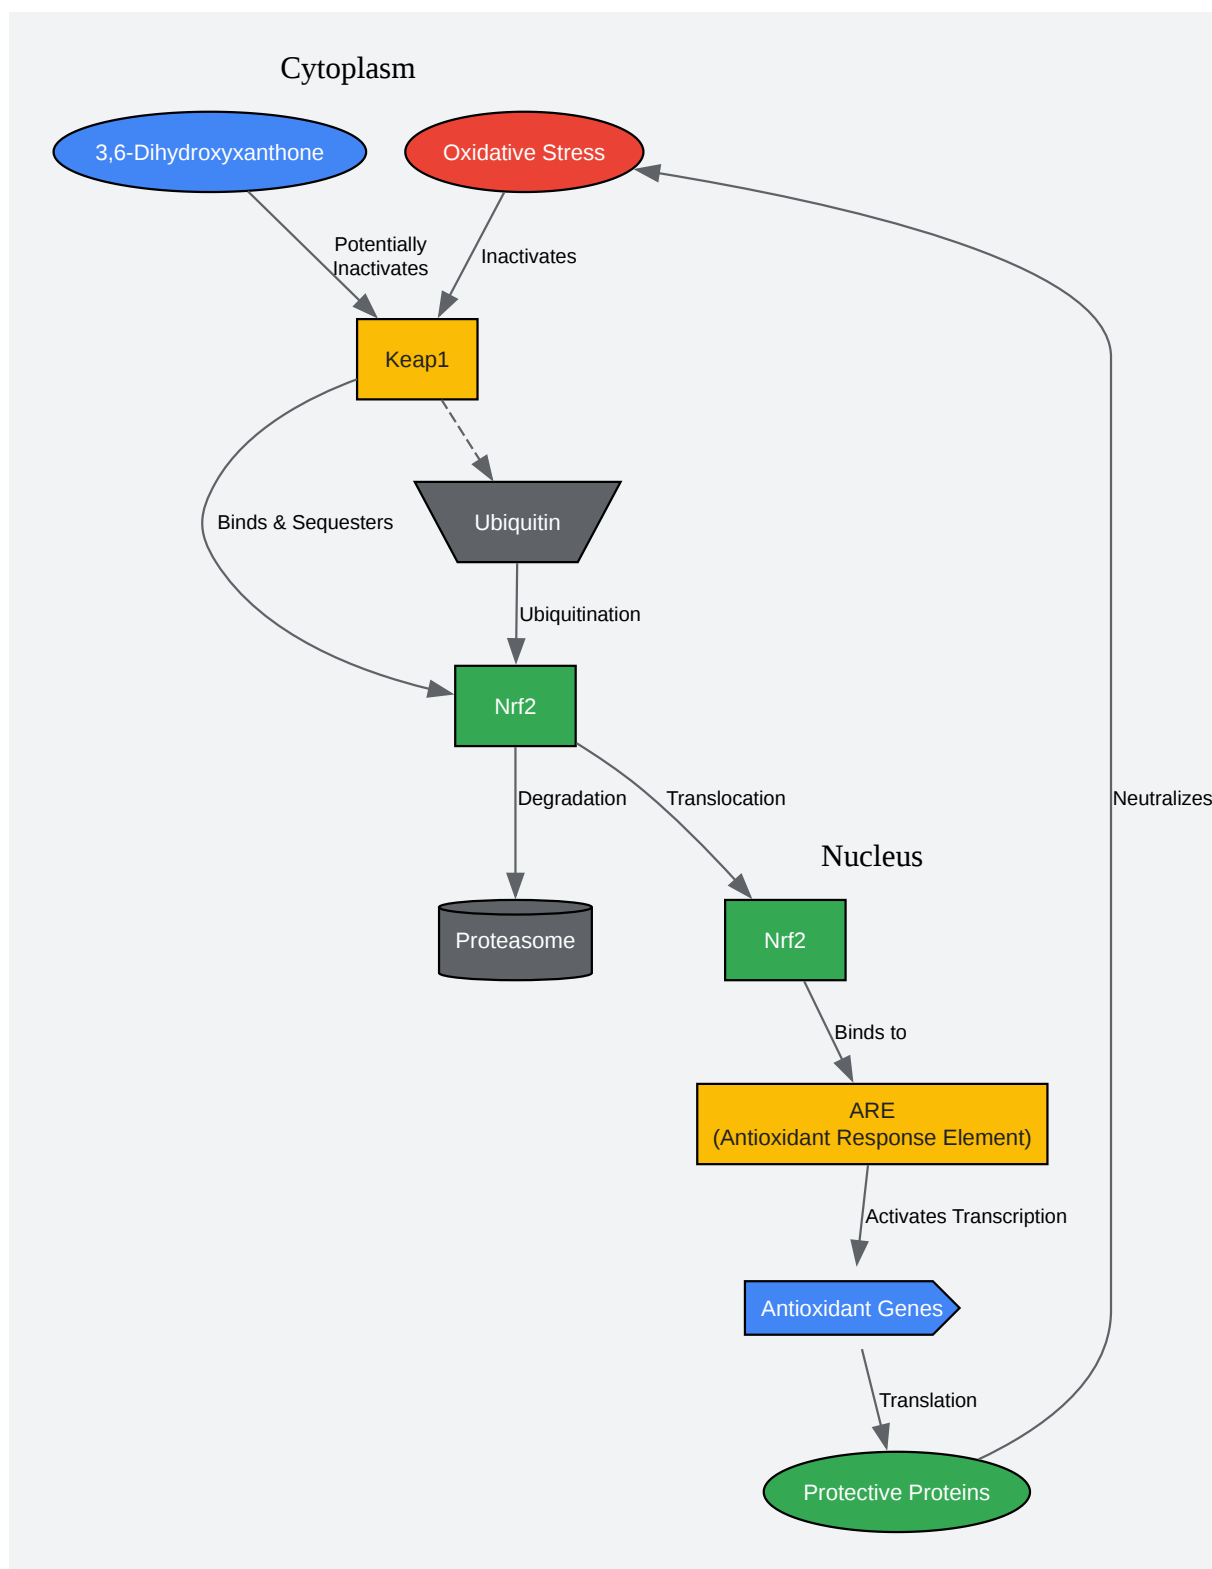 Cytoplasm
3,6-Dihydroxyxanthone
Oxidative Stress
Potentially
Inactivates
Inactivates
Keap1
Binds & Sequesters
Ubiquitin
Ubiquitination
Nrf2
Degradation
Translocation
Neutralizes
Nucleus
Proteasome
Nrf2
Binds to
ARE
(Antioxidant Response Element)
Activates Transcription
Antioxidant Genes
Translation
Protective Proteins